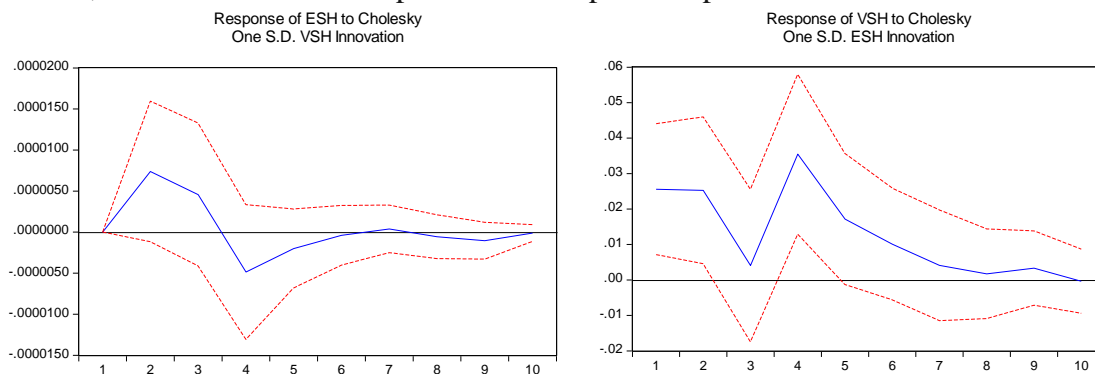 Response of ESH to Cholesky
One S.D. VSH Innovation
.0000200
.0000150
.0000100
.0000050
.0000000
-.0000050
-.0000100
-.0000150
1 2 3 4 5 6 7 8 9 10
Response of VSH to Cholesky
One S.D. ESH Innovation
.06
.05
.04
.03
.02
.01
.00
-.01
-.02
1 2 3 4 5 6 7 8 9 10